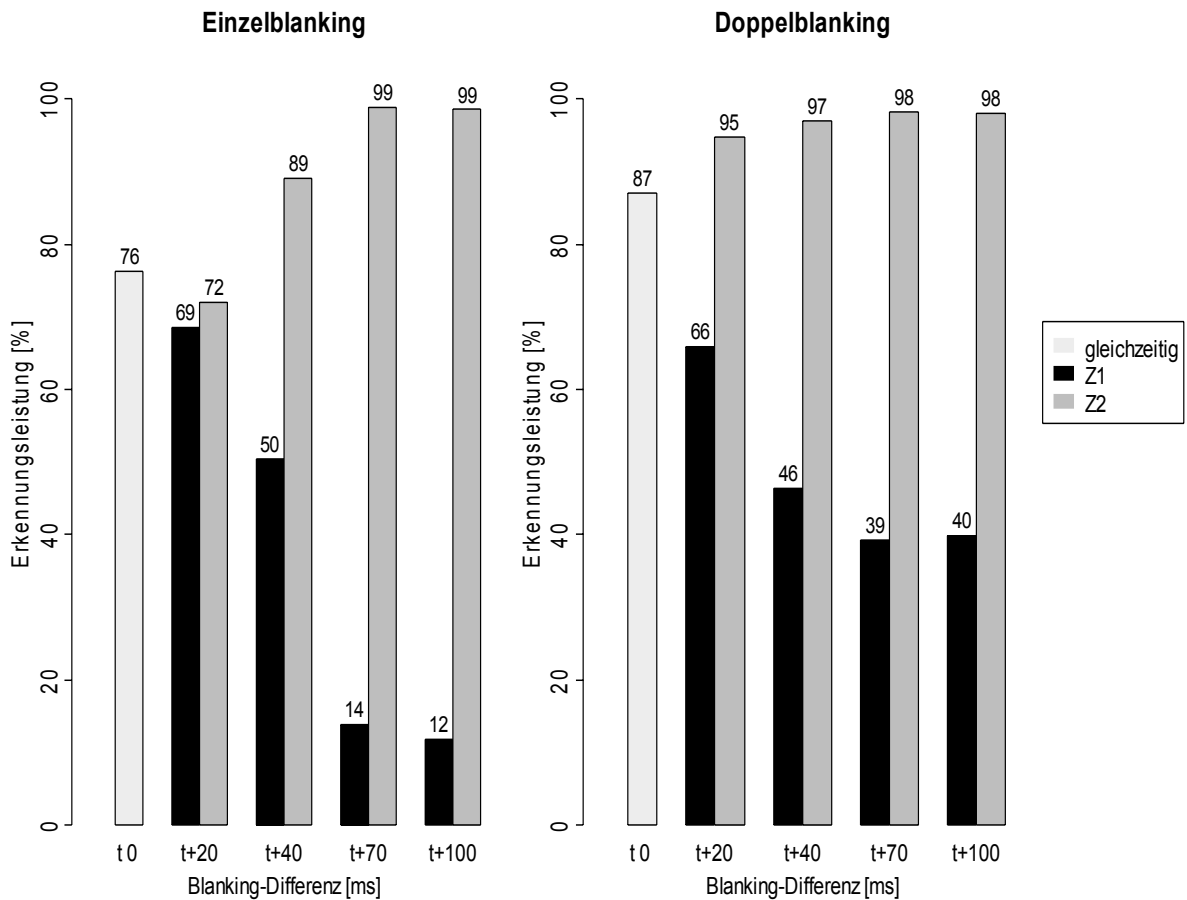 Einzelblanking
Erkennungsleistung [%]
100
80
60
40
20
0
76
69
72
50
89
14
99
12
99
t 0
t+20
t+40
t+70
t+100
Blanking-Differenz [ms]
Doppelblanking
Erkennungsleistung [%]
100
80
60
40
20
0
87
66
95
46
97
39
98
40
98
t 0
t+20
t+40
t+70
t+100
Blanking-Differenz [ms]
gleichzeitig
Z1
Z2